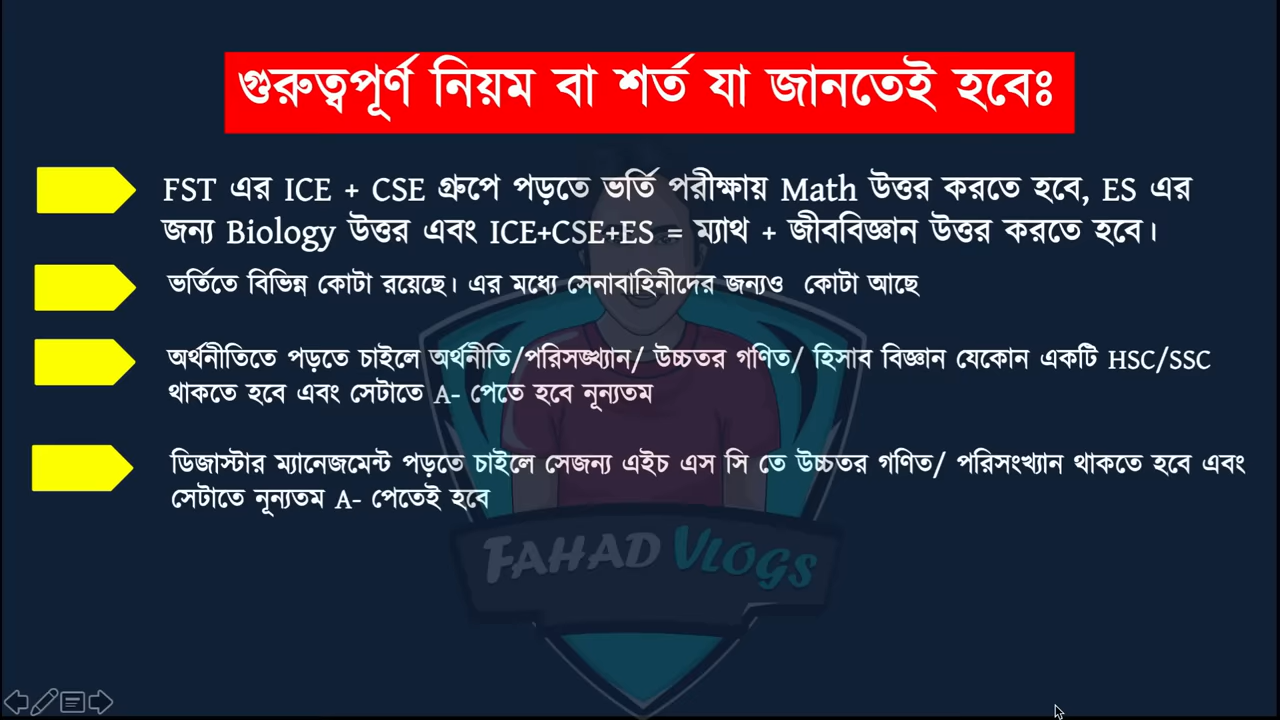 গুরুত্বপূর্ণ নিয়ম বা শর্ত যা জানতেই হবেঃ
FST এর ICE + CSE গ্রুপে পড়তে ভর্তি পরীক্ষায় Math উত্তর করতে হবে, ES এর
জন্য Biology উত্তর এবং ICE+CSE+ES = ম্যাথ + জীববিজ্ঞান উত্তর করতে হবে।
ভর্তিতে বিভিন্ন কোটা রয়েছে। এর মধ্যে সেনাবাহিনীদের জন্যও কোটা আছে
অর্থনীতিতে পড়তে চাইলে অর্থনীতি/পরিসঙ্খ্যান/ উচ্চতর গণিত/ হিসাব বিজ্ঞান যেকোন একটি HSC/SSC
থাকতে হবে এবং সেটাতে A- পেতে হবে নূন্যতম
ডিজাস্টার ম্যানেজমেন্ট পড়তে চাইলে সেজন্য এইচ এস সি তে উচ্চতর গণিত/ পরিসংখ্যান থাকতে হবে এবং
সেটাতে নূন্যতম A- পেতেই হবে
FAHAD VLOGS